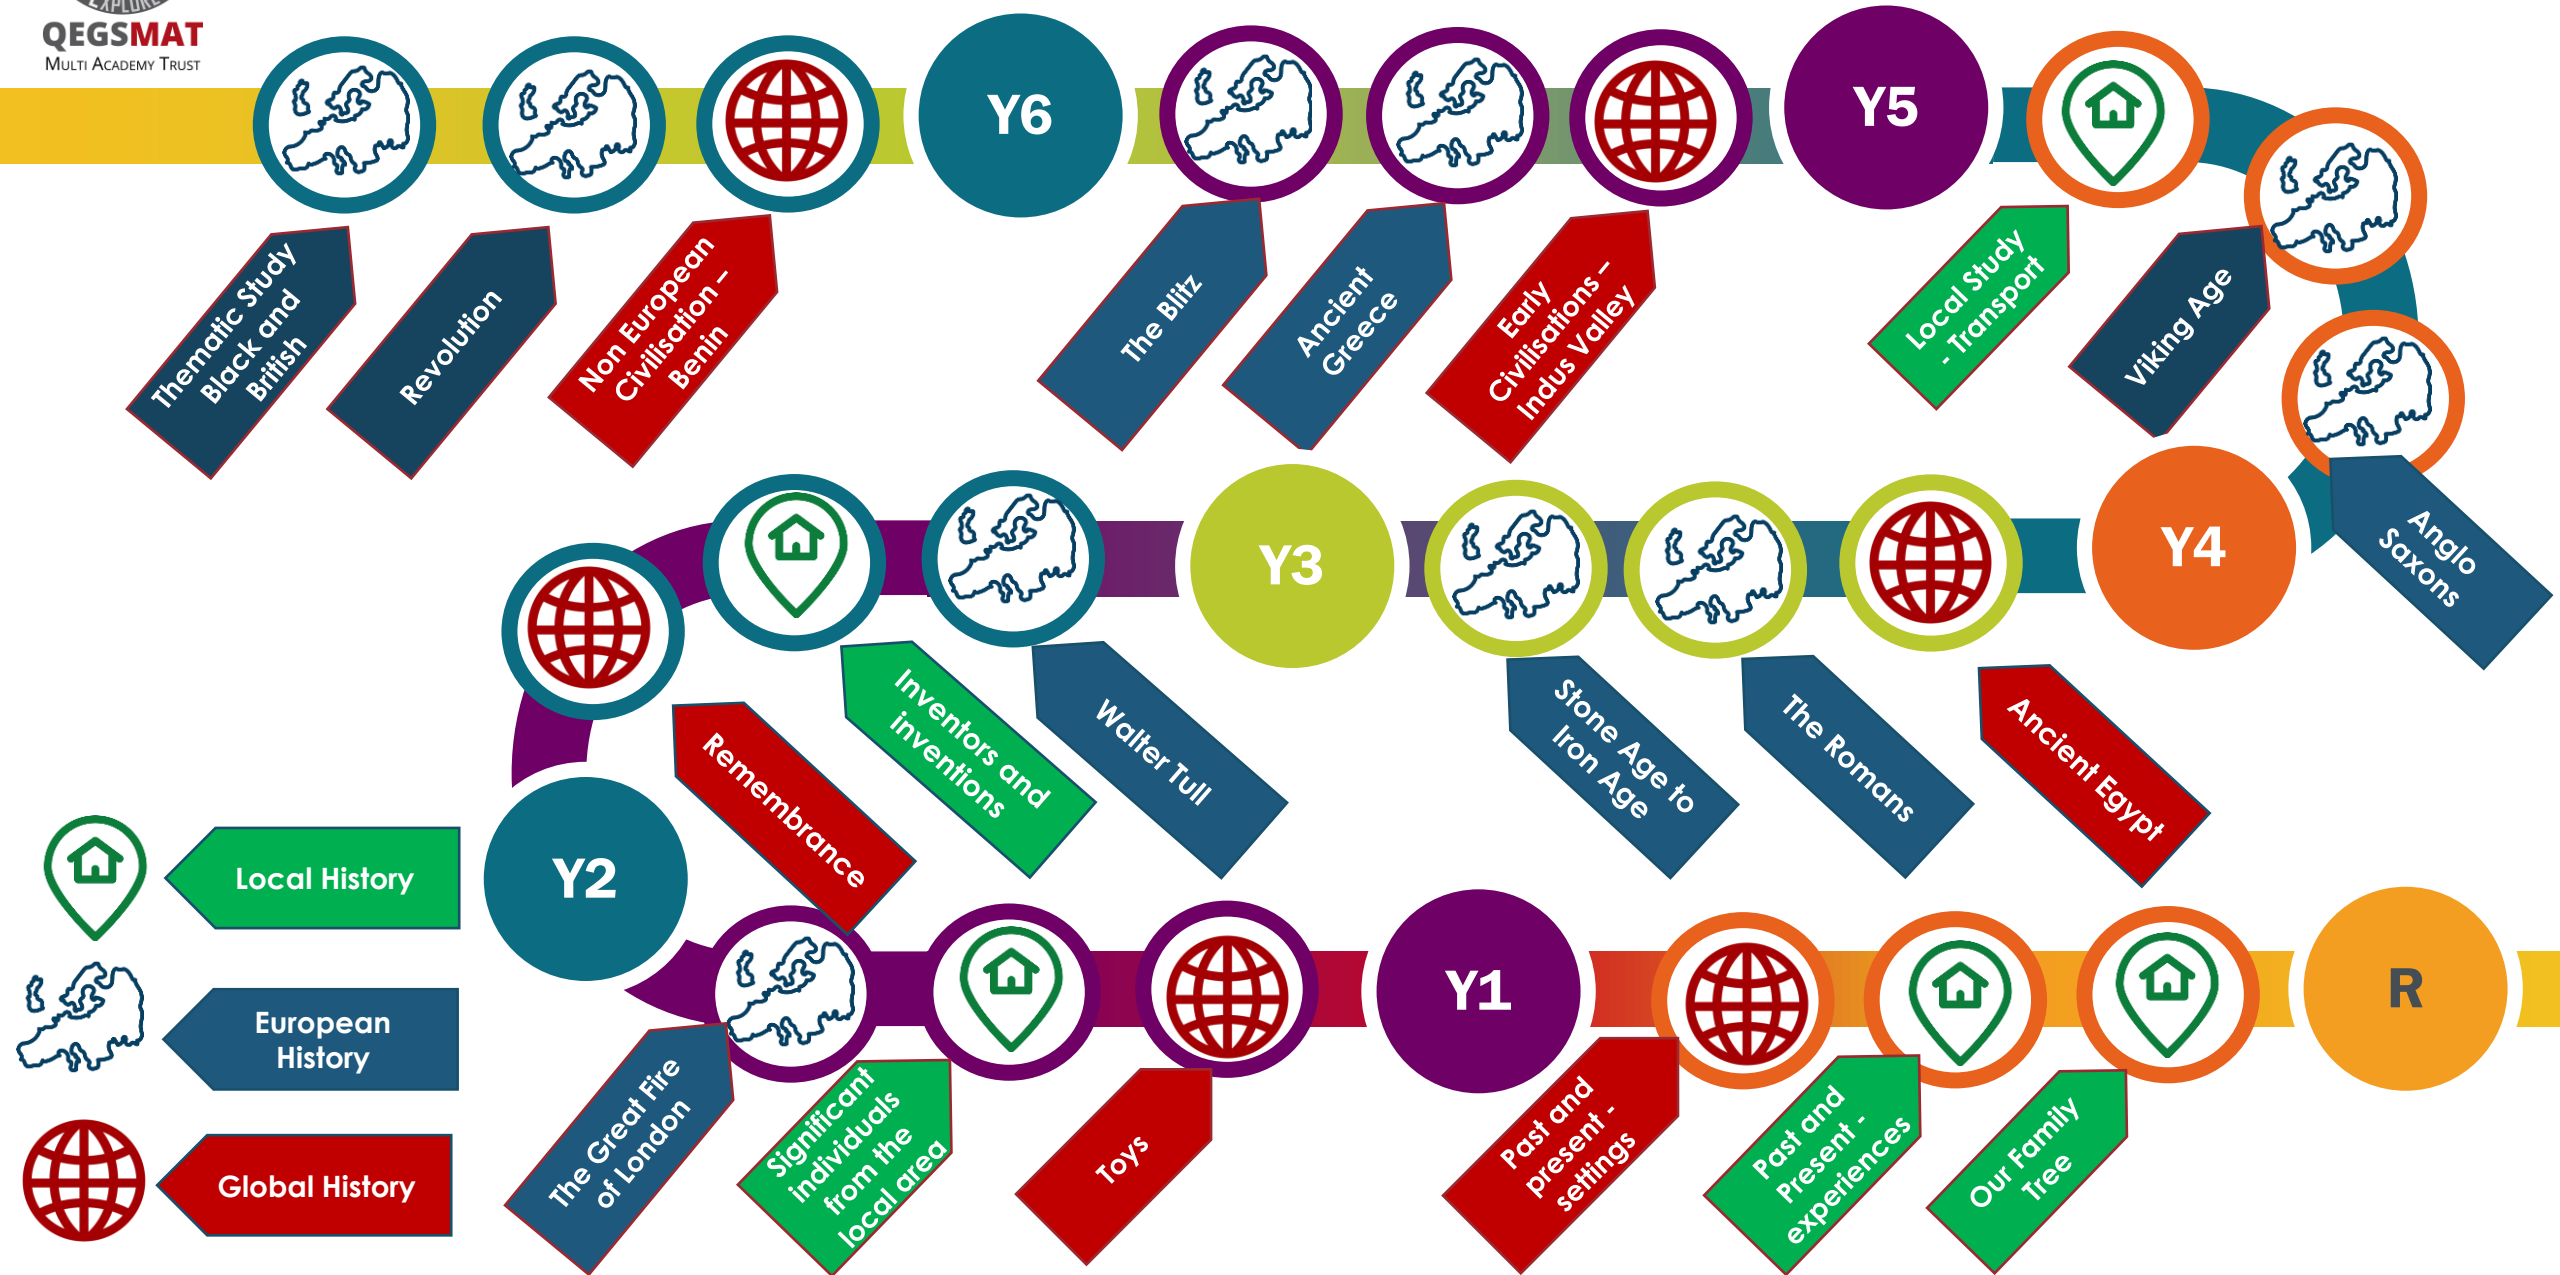 EXPLORE
QEGSMAT
MULTI ACADEMY TRUST
Y6
Y5
Thematic Study
Black and
British
Revolution
Non European
Civilisation –
Benin
The Blitz
Ancient
Greece
Early
Civilisations –
Indus Valley
Local Study
- Transport
Viking Age
Anglo
Saxons
Y3
Y4
Remembrance
Inventors and
inventions
Walter Tull
Stone Age to
Iron Age
The Romans
Ancient Egypt
Y2
Y1
R
Local History
European
History
Global History
The Great Fire
of London
Significant
individuals
from the
local area
Toys
Past and
present -
settings
Past and
Present -
experiences
Our Family
Tree